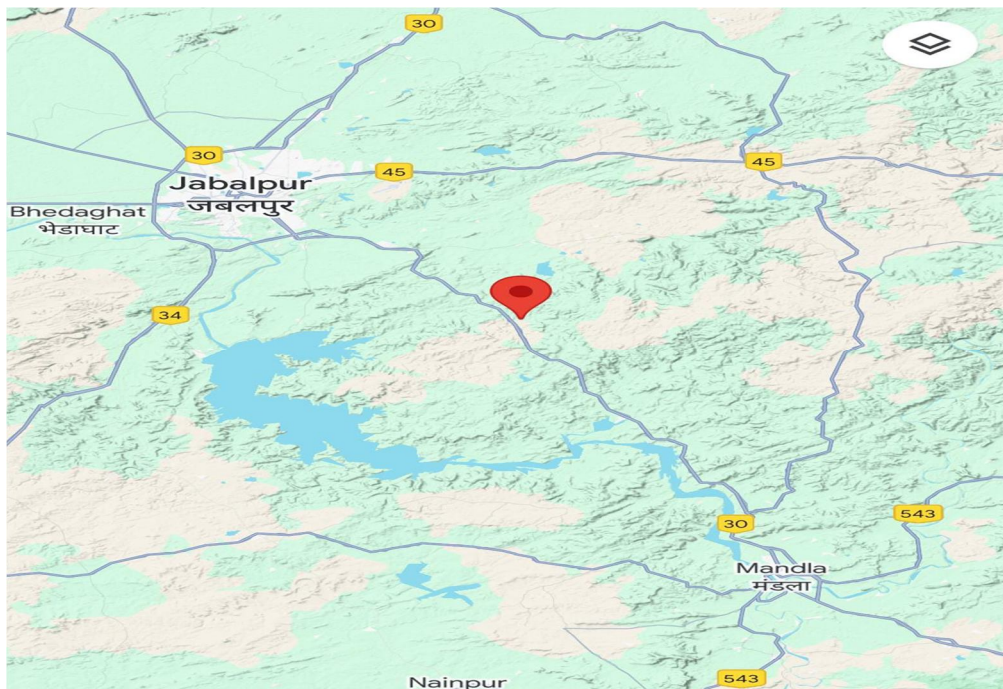 30
30
45
45
Jabalpur
जबलपुर
Bhedaghat
भेडाघाट
34
543
30
Mandla
मंडला
543
Nainpur